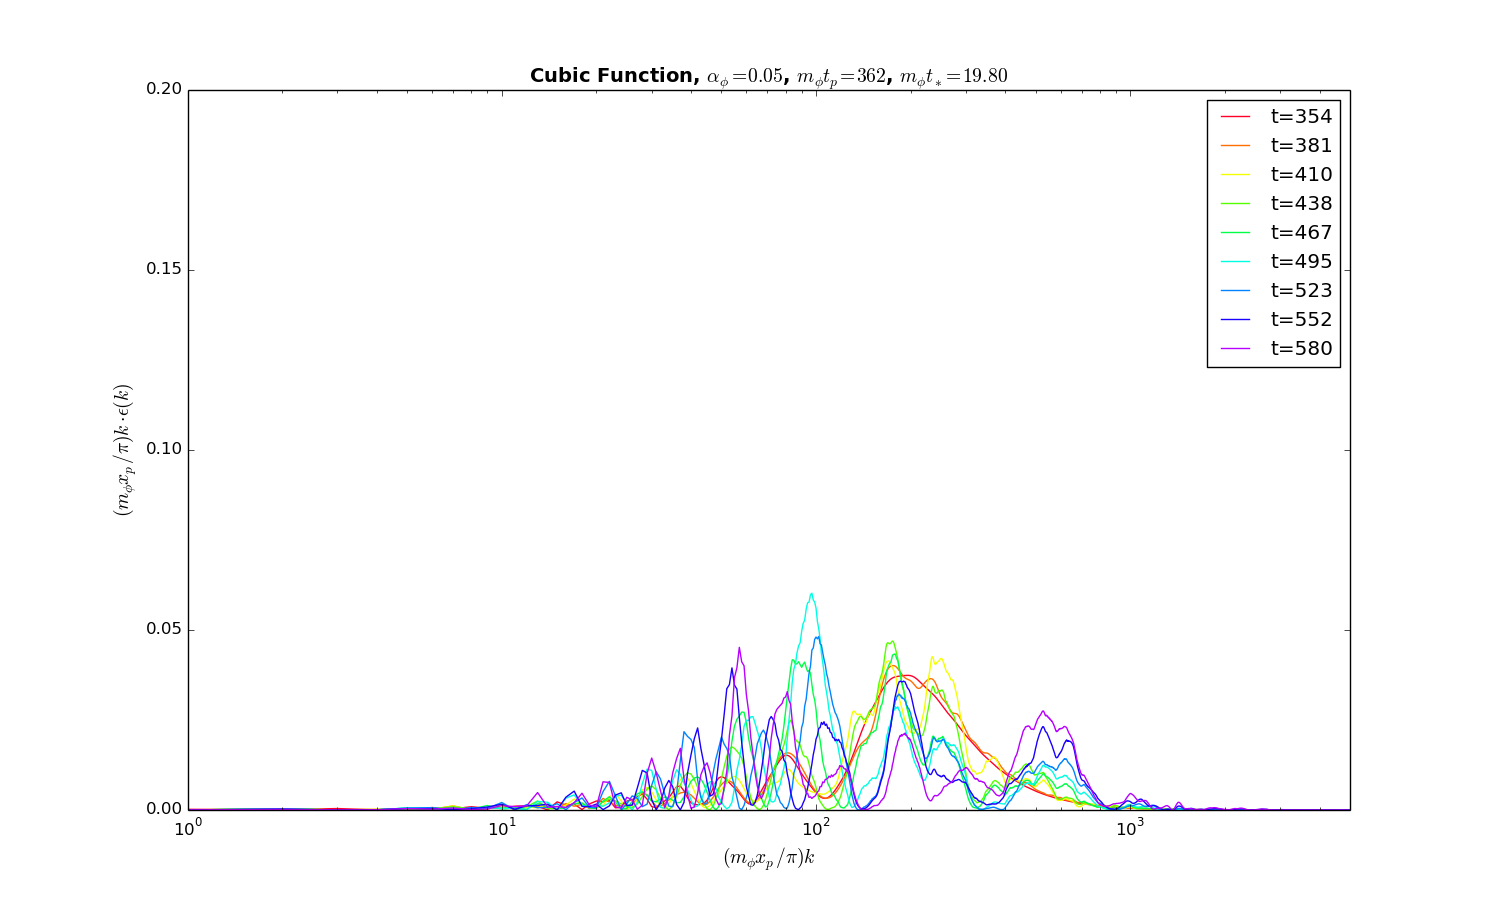 Cubic Function, α_ϕ=0.05, m_ϕt_p=362, m_ϕt_*=19.80
0.20
0.15
0.10
0.05
0.00
(m_ϕx_p/π)k·ϵ(k)
t=354
t=381
t=410
t=438
t=467
t=495
t=523
t=552
t=580
10^0 10^1 10^2 10^3
(m_ϕx_p/π)k